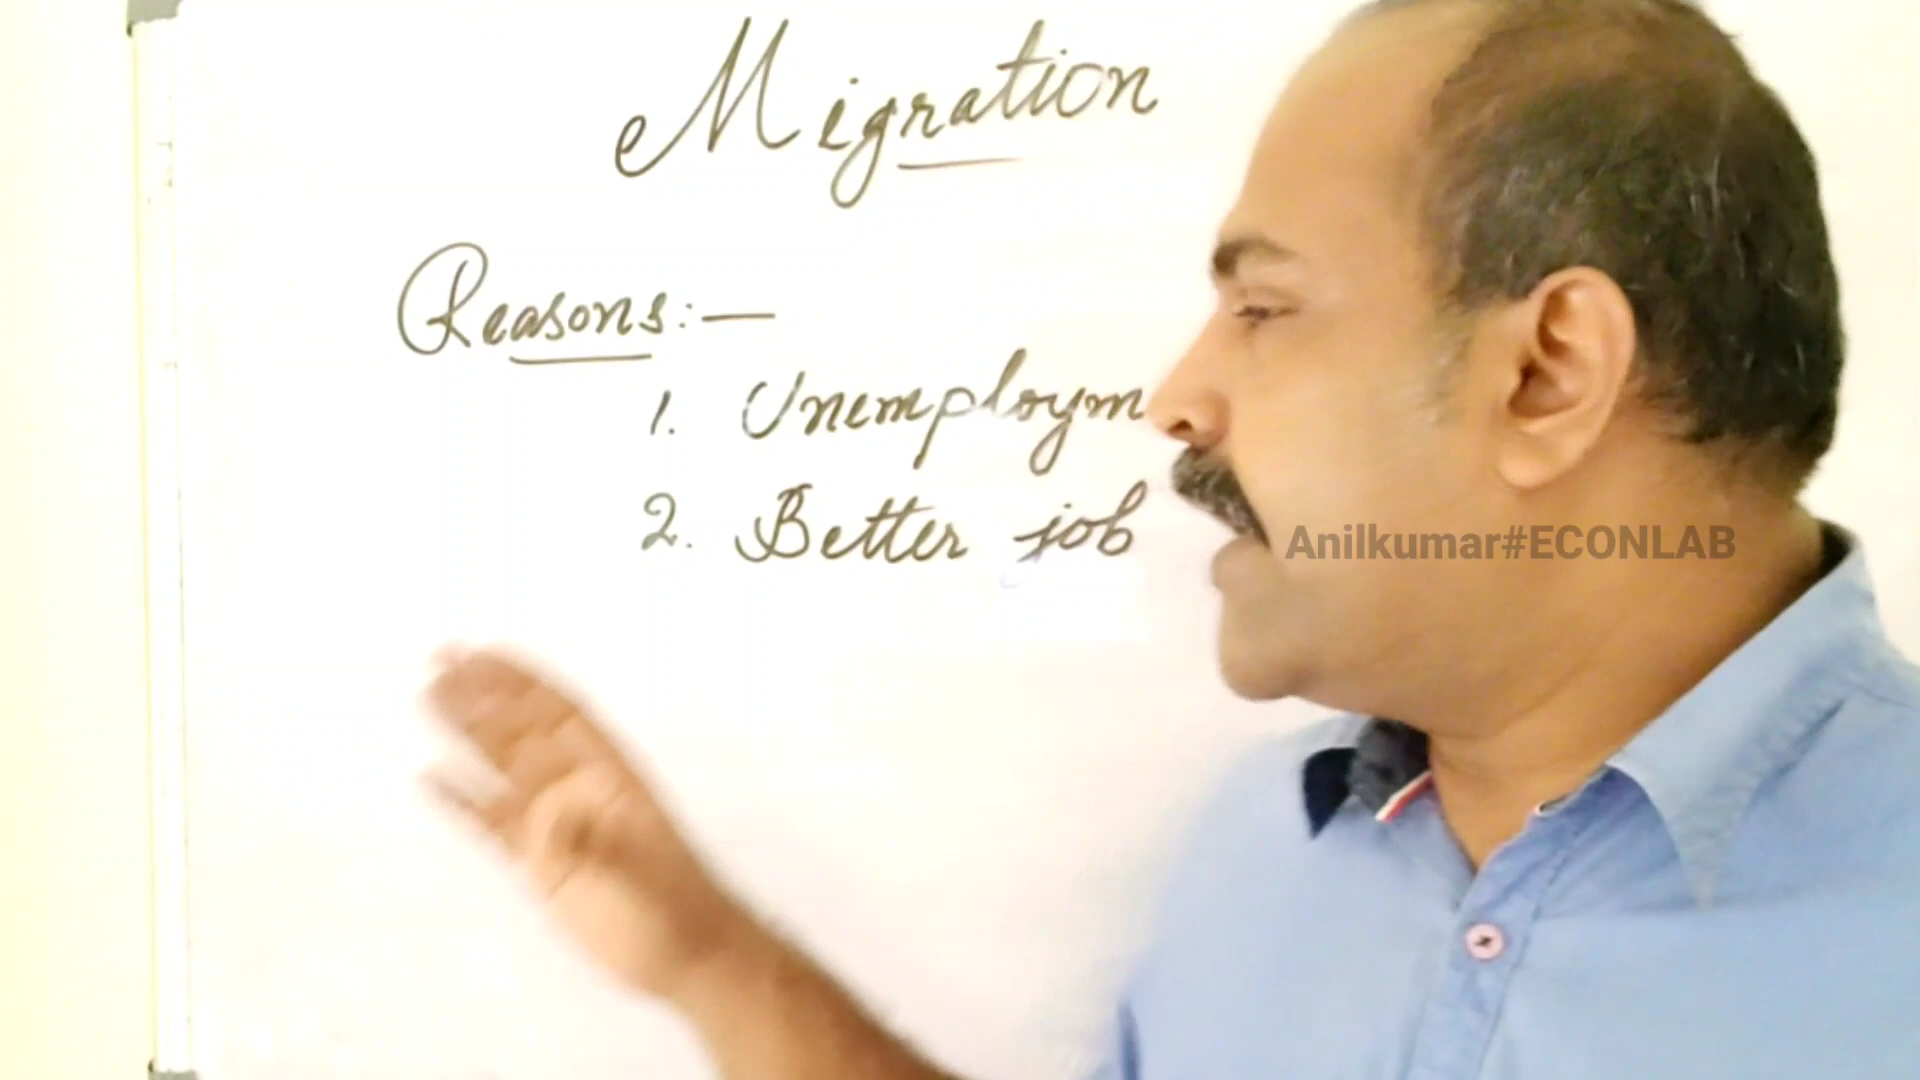 Migration
Reasons:—
1. Unemploym
2. Better job
Anilkumar#ECONLAB